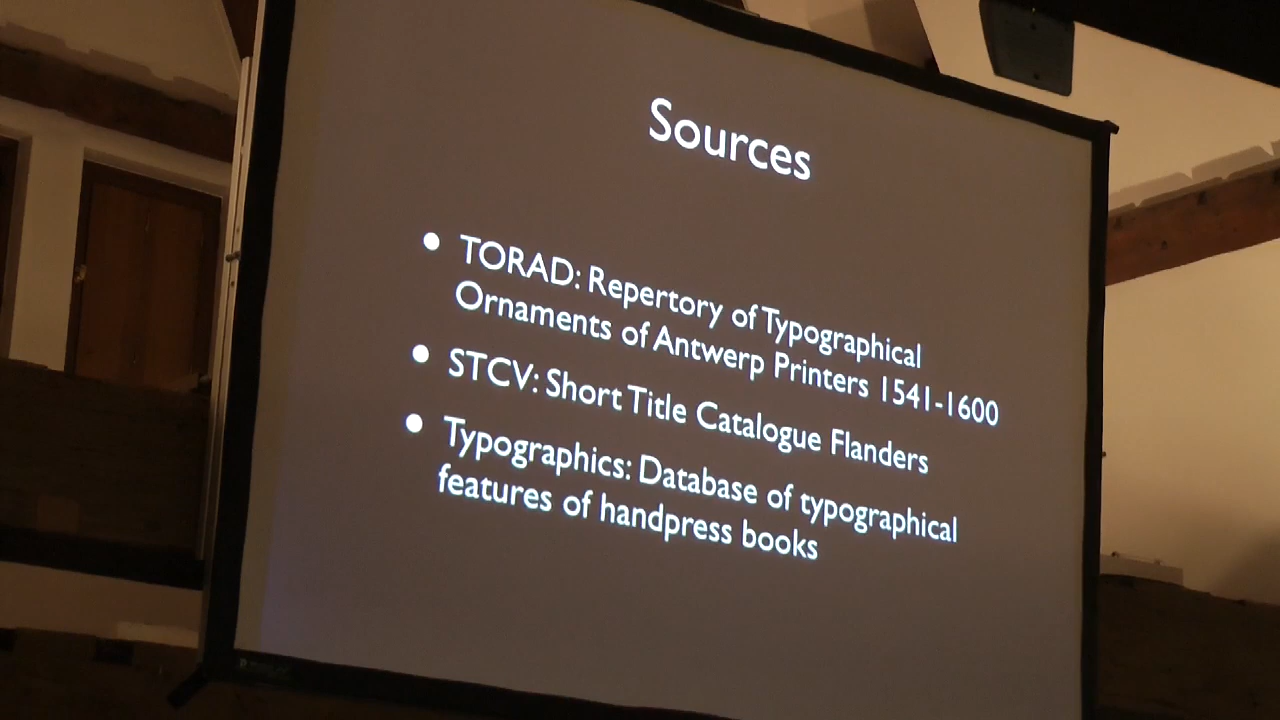 Sources
• TORAD: Repertory of Typographical
Ornaments of Antwerp Printers 1541-1600
• STCV: Short Title Catalogue Flanders
• Typographics: Database of typographical
features of handpress books